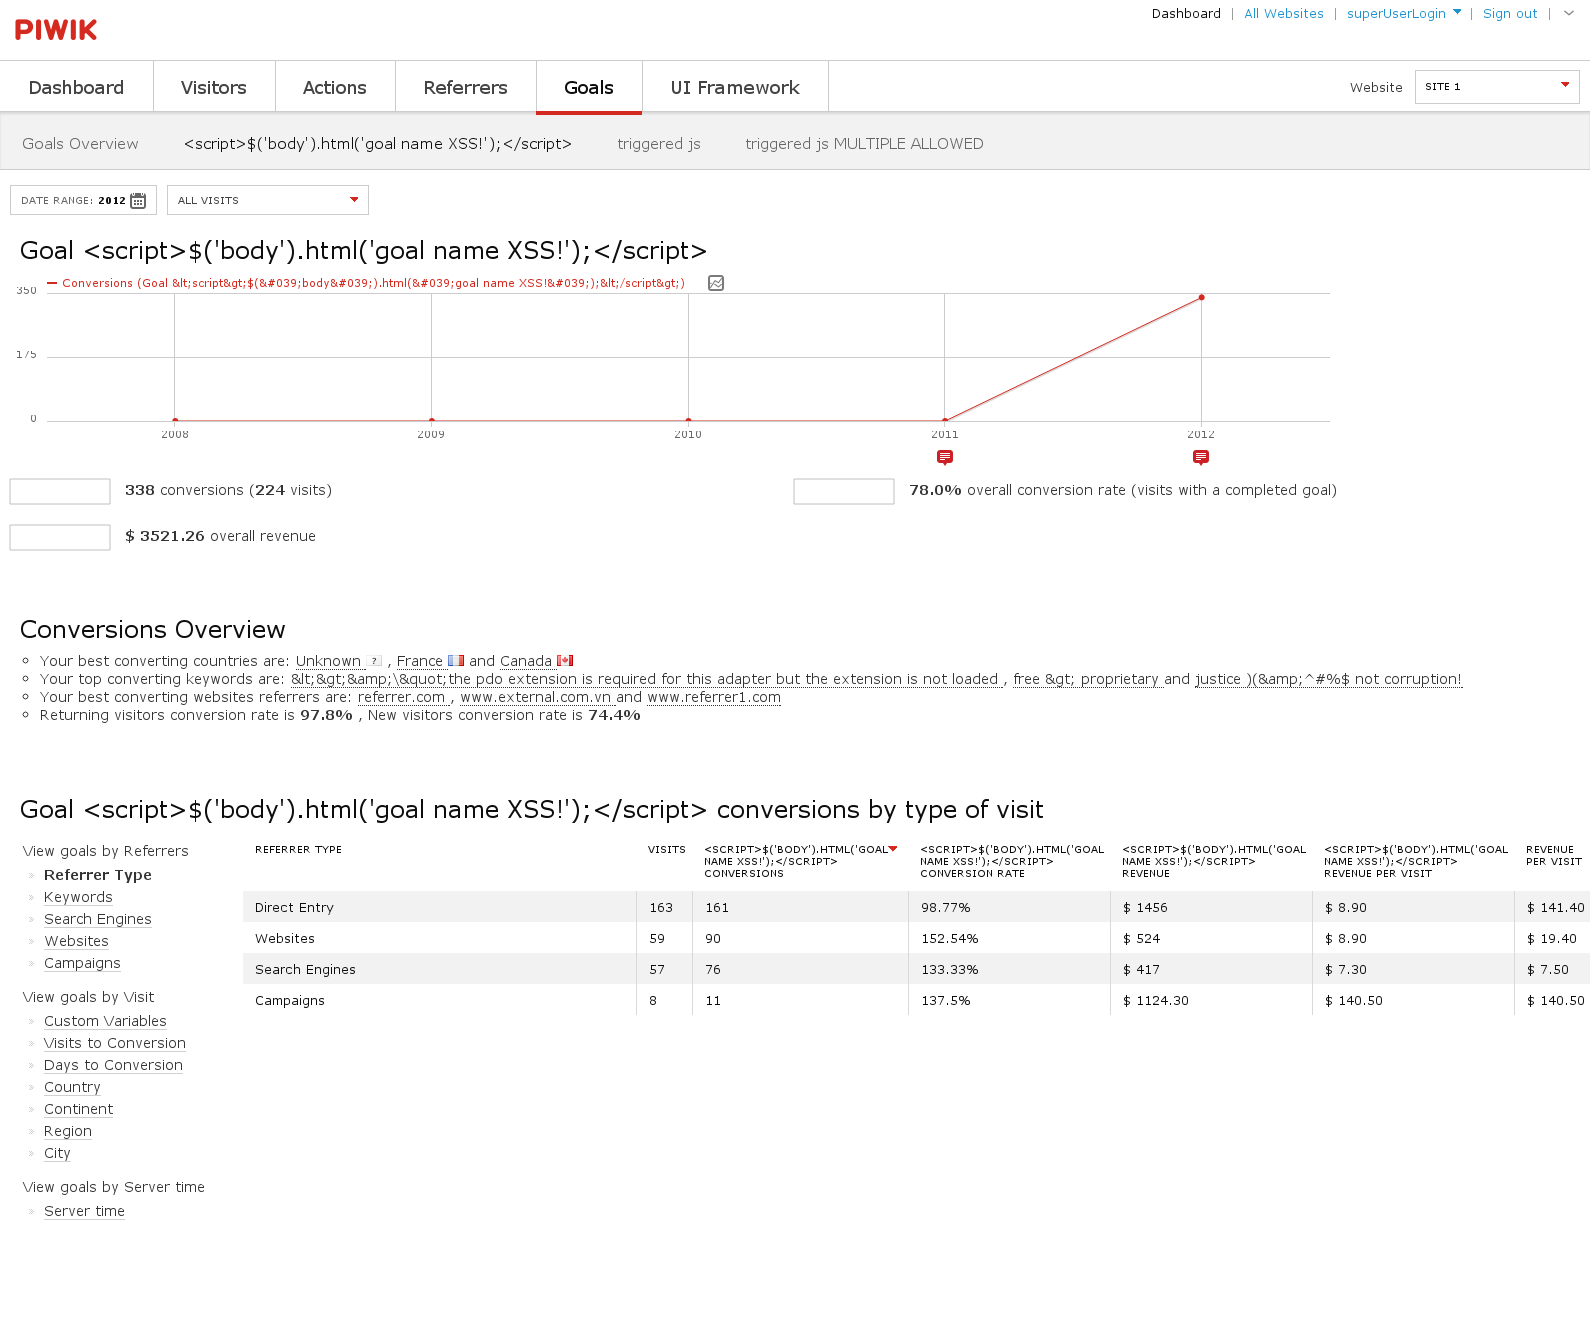 PIWIK
Dashboard | All Websites | superUserLogin | Sign out |
Dashboard Visitors Actions Referrers Goals UI Framework Website SITE 1
Goals Overview <script>$('body').html('goal name XSS!');</script> triggered js triggered js MULTIPLE ALLOWED
DATE RANGE: 2012 ALL VISITS
Goal <script>$('body').html('goal name XSS!');</script>
Conversions (Goal &lt;script&gt;$(&#039;body&#039;).html(&#039;goal name XSS!&#039;);&lt;/script&gt;)
350
175
0
2008 2009 2010 2011 2012
338 conversions (224 visits) 78.0% overall conversion rate (visits with a completed goal)
$ 3521.26 overall revenue
Conversions Overview
Your best converting countries are: Unknown ? , France and Canada
Your top converting keywords are: &lt;&gt;&amp;\&quot;the pdo extension is required for this adapter but the extension is not loaded , free &gt; proprietary and justice )(&amp;^#%$ not corruption!
Your best converting websites referrers are: referrer.com , www.external.com.vn and www.referrer1.com
Returning visitors conversion rate is 97.8% , New visitors conversion rate is 74.4%
Goal <script>$('body').html('goal name XSS!');</script> conversions by type of visit
View goals by Referrers
Referrer Type
Keywords
Search Engines
Websites
Campaigns
View goals by Visit
Custom Variables
Visits to Conversion
Days to Conversion
Country
Continent
Region
City
View goals by Server time
Server time
REFERRER TYPE VISITS <SCRIPT>$('BODY').HTML('GOAL <SCRIPT>$('BODY').HTML('GOAL <SCRIPT>$('BODY').HTML('GOAL <SCRIPT>$('BODY').HTML('GOAL REVENUE
NAME XSS!');</SCRIPT> NAME XSS!');</SCRIPT> NAME XSS!');</SCRIPT> NAME XSS!');</SCRIPT> PER VISIT
CONVERSIONS CONVERSION RATE REVENUE REVENUE PER VISIT
Direct Entry 163 161 98.77% $ 1456 $ 8.90 $ 141.40
Websites 59 90 152.54% $ 524 $ 8.90 $ 19.40
Search Engines 57 76 133.33% $ 417 $ 7.30 $ 7.50
Campaigns 8 11 137.5% $ 1124.30 $ 140.50 $ 140.50